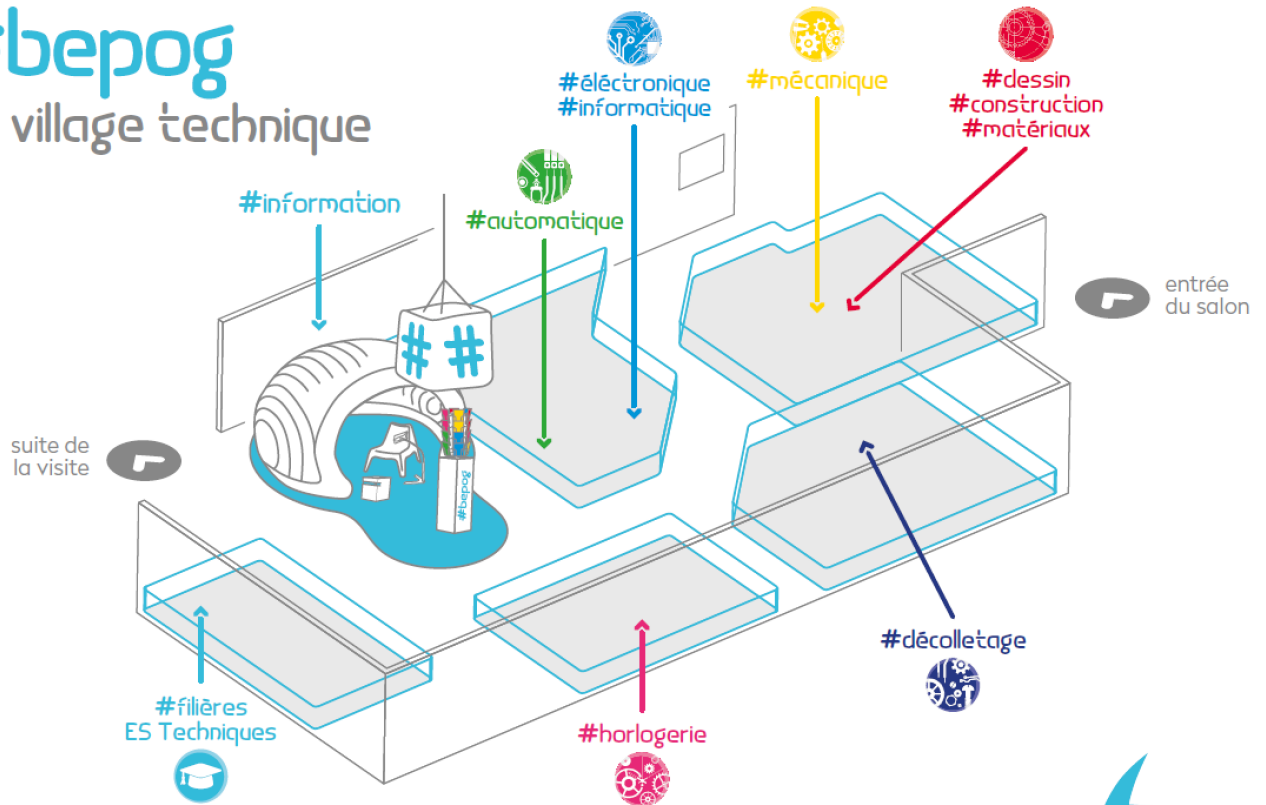 #bepog
village technique
#éléctronique
#informatique
#mécanique
#dessin
#construction
#matériaux
#information
#automatique
entrée
du salon
##
suite de
la visite
#bepog
#décolletage
#filières
ES Techniques
#horlogerie